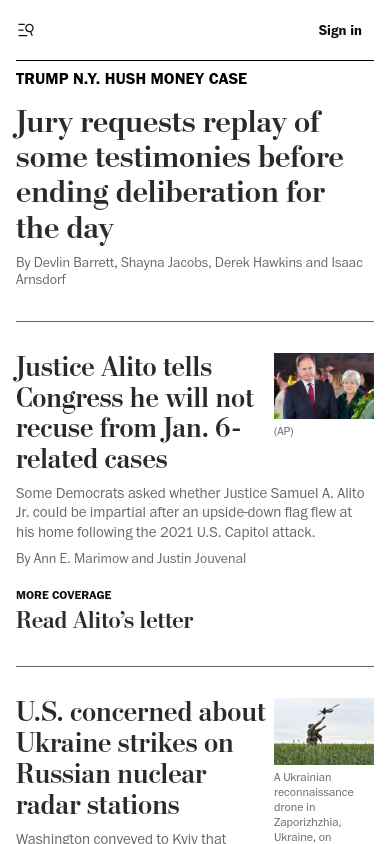 Sign in
TRUMP N.Y. HUSH MONEY CASE
Jury requests replay of
some testimonies before
ending deliberation for
the day
By Devlin Barrett, Shayna Jacobs, Derek Hawkins and Isaac
Arnsdorf
Justice Alito tells
Congress he will not
recuse from Jan. 6-
related cases
(AP)
Some Democrats asked whether Justice Samuel A. Alito
Jr. could be impartial after an upside-down flag flew at
his home following the 2021 U.S. Capitol attack.
By Ann E. Marimow and Justin Jouvenal
MORE COVERAGE
Read Alito’s letter
U.S. concerned about
Ukraine strikes on
Russian nuclear
radar stations
A Ukrainian
reconnaissance
drone in
Zaporizhzhia,
Ukraine, on
Washington conveyed to Kyiv that